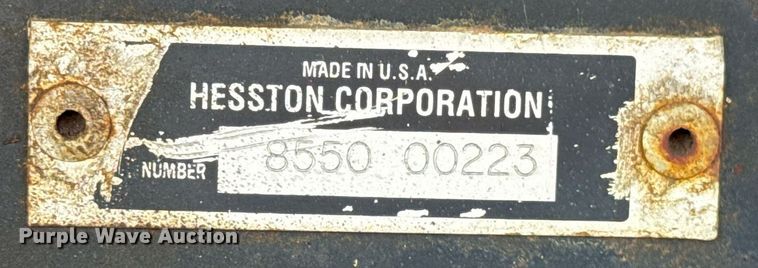 MADE IN U.S.A.
HESSTON CORPORATION
NUMBER 8550 00223
Purple Wave Auction